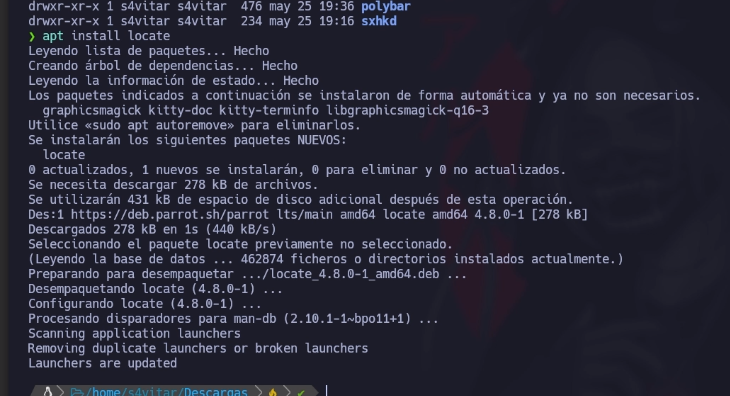 drwxr-xr-x 1 s4vitar s4vitar  476 may 25 19:36 polybar
drwxr-xr-x 1 s4vitar s4vitar  234 may 25 19:16 sxhkd
❯ apt install locate
Leyendo lista de paquetes... Hecho
Creando árbol de dependencias... Hecho
Leyendo la información de estado... Hecho
Los paquetes indicados a continuación se instalaron de forma automática y ya no son necesarios.
  graphicsmagick kitty-doc kitty-terminfo libgraphicsmagick-q16-3
Utilice «sudo apt autoremove» para eliminarlos.
Se instalarán los siguientes paquetes NUEVOS:
  locate
0 actualizados, 1 nuevos se instalarán, 0 para eliminar y 0 no actualizados.
Se necesita descargar 278 kB de archivos.
Se utilizarán 431 kB de espacio de disco adicional después de esta operación.
Des:1 https://deb.parrot.sh/parrot lts/main amd64 locate amd64 4.8.0-1 [278 kB]
Descargados 278 kB en 1s (440 kB/s)
Seleccionando el paquete locate previamente no seleccionado.
(Leyendo la base de datos ... 462874 ficheros o directorios instalados actualmente.)
Preparando para desempaquetar .../locate_4.8.0-1_amd64.deb ...
Desempaquetando locate (4.8.0-1) ...
Configurando locate (4.8.0-1) ...
Procesando disparadores para man-db (2.10.1-1~bpo11+1) ...
Scanning application launchers
Removing duplicate launchers or broken launchers
Launchers are updated
/home/s4vitar/Descargas